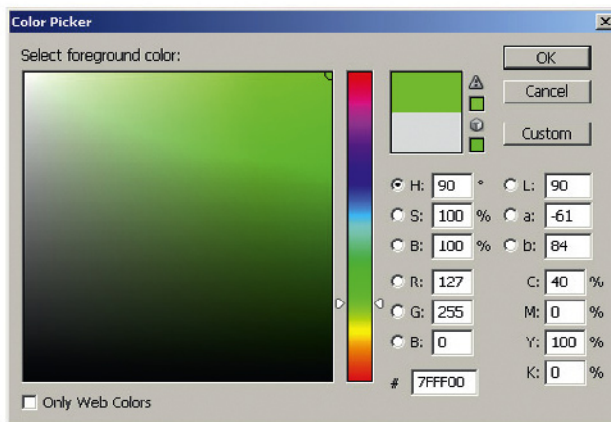 Color Picker
Select foreground color:
OK
Cancel
Custom
H: 90 °
S: 100 %
B: 100 %
R: 127
G: 255
B: 0
# 7FFF00
L: 90
a: -61
b: 84
C: 40 %
M: 0 %
Y: 100 %
K: 0 %
Only Web Colors